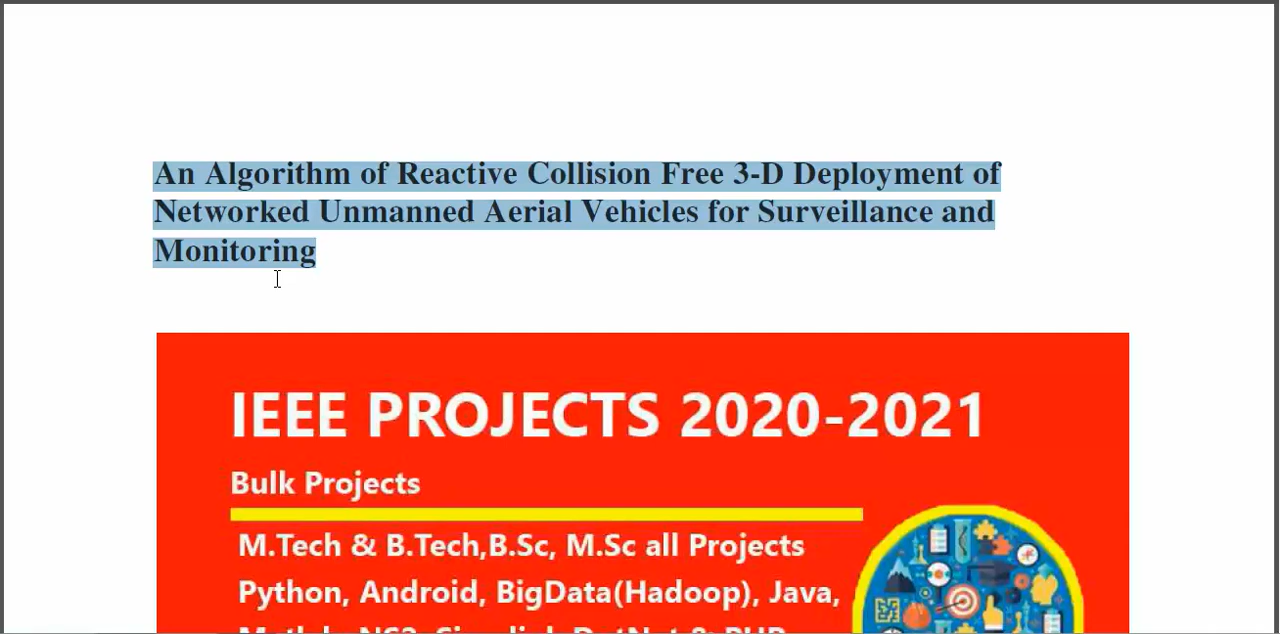 An Algorithm of Reactive Collision Free 3-D Deployment of
Networked Unmanned Aerial Vehicles for Surveillance and
Monitoring
IEEE PROJECTS 2020-2021
Bulk Projects
M.Tech & B.Tech,B.Sc, M.Sc all Projects
Python, Android, BigData(Hadoop), Java,